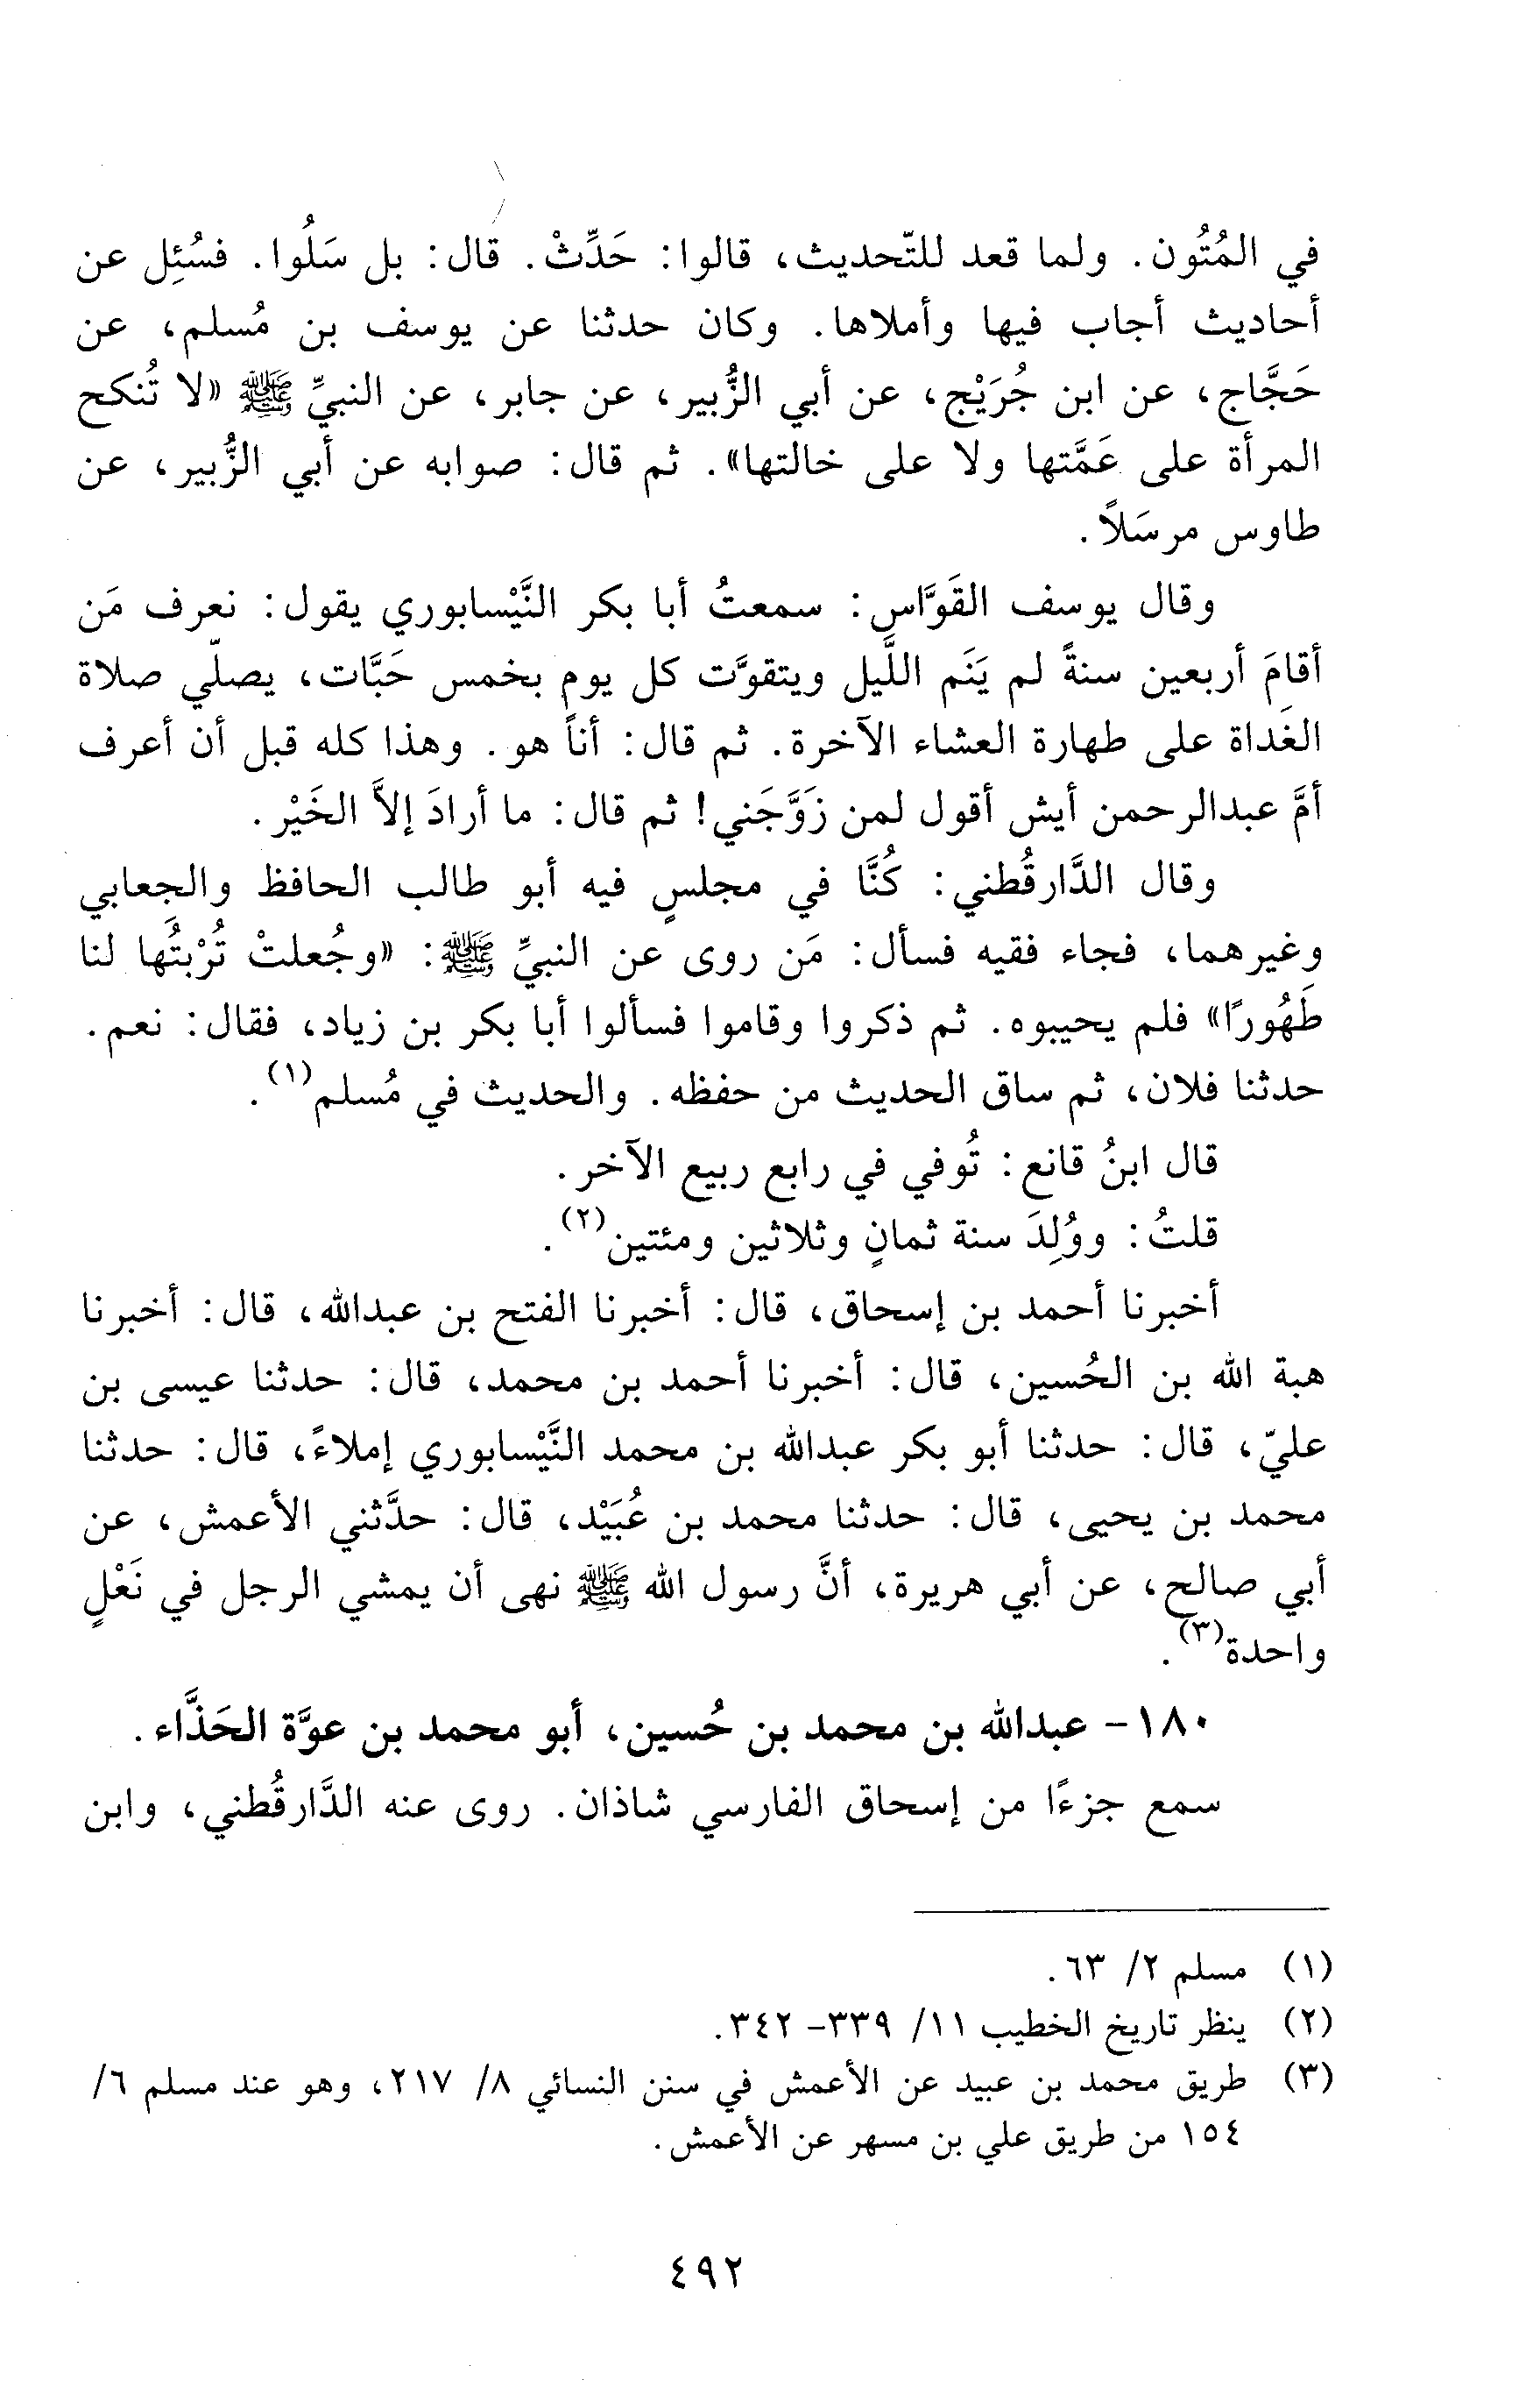 في المُتُون. ولما قعد للتّحديث، قالوا: حَدِّثْ. قال: بل سَلُوا. فسُئِل عن
أحاديث أجاب فيها وأملاها. وكان حدثنا عن يوسف بن مُسلم، عن
حَجَّاج، عن ابن جُرَيْج، عن أبي الزُّبير، عن جابر، عن النبيِّ ﷺ «لا تُنكح
المرأة على عَمَّتها ولا على خالتها». ثم قال: صوابه عن أبي الزُّبير، عن
طاوس مرسَلاً.
وقال يوسف القَوَّاس: سمعتُ أبا بكر النَّيْسابوري يقول: نعرف مَن
أقامَ أربعين سنةً لم يَنَم اللَّيل ويتقوَّت كل يوم بخمس حَبَّات، يصلّي صلاة
الغَداة على طهارة العشاء الآخرة. ثم قال: أناً هو. وهذا كله قبل أن أعرف
أمَّ عبدالرحمن أيش أقول لمن زَوَّجَني! ثم قال: ما أرادَ إلاَّ الخَيْر.
وقال الدَّارقُطني: كُنَّا في مجلسٍ فيه أبو طالب الحافظ والجعابي
وغيرهما، فجاء فقيه فسأل: مَن روى عن النبيِّ ﷺ: «وجُعلتْ تُرْبتُها لنا
طَهُورًا» فلم يحيبوه. ثم ذكروا وقاموا فسألوا أبا بكر بن زياد، فقال: نعم.
حدثنا فلان، ثم ساق الحديث من حفظه. والحديث في مُسلم(١).
قال ابنُ قانع: تُوفي في رابع ربيع الآخر.
قلتُ: ووُلِدَ سنة ثمانٍ وثلاثين ومئتين(٢).
أخبرنا أحمد بن إسحاق، قال: أخبرنا الفتح بن عبدالله، قال: أخبرنا
هبة الله بن الحُسين، قال: أخبرنا أحمد بن محمد، قال: حدثنا عيسى بن
عليّ، قال: حدثنا أبو بكر عبدالله بن محمد النَّيْسابوري إملاءً، قال: حدثنا
محمد بن يحيى، قال: حدثنا محمد بن عُبَيْد، قال: حدَّثني الأعمش، عن
أبي صالح، عن أبي هريرة، أنَّ رسول الله ﷺ نهى أن يمشي الرجل في نَعْلٍ
واحدة(٣).
١٨٠- عبدالله بن محمد بن حُسين، أبو محمد بن عوَّة الحَذَّاء.
سمع جزءًا من إسحاق الفارسي شاذان. روى عنه الدَّارقُطني، وابن
(١) مسلم ٢/ ٦٣.
(٢) ينظر تاريخ الخطيب ١١/ ٣٣٩- ٣٤٢.
(٣) طريق محمد بن عبيد عن الأعمش في سنن النسائي ٨/ ٢١٧، وهو عند مسلم ٦/
١٥٤ من طريق علي بن مسهر عن الأعمش.
٤٩٢